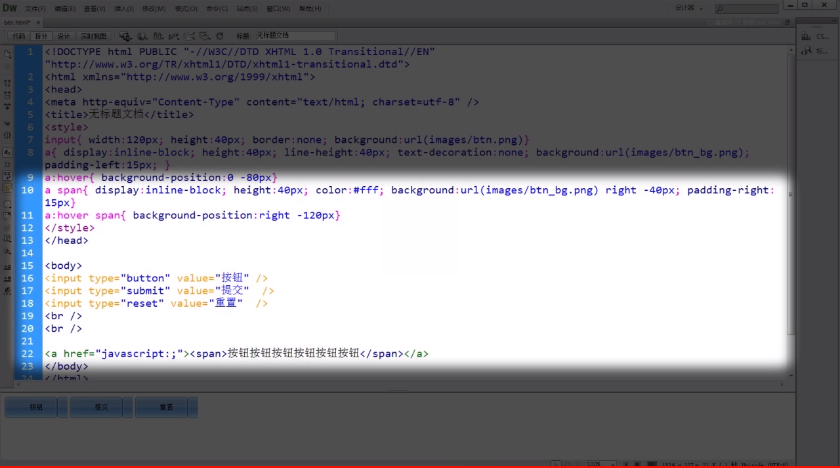 Dw 文件(F) 编辑(E) 查看(V) 插入(I) 修改(M) 格式(O) 命令(C) 站点(S) 窗口(W) 帮助(H) 设计器
btn.html*
代码 拆分 设计 实时视图 标题: 无标题文档
1 <!DOCTYPE html PUBLIC "-//W3C//DTD XHTML 1.0 Transitional//EN"
"http://www.w3.org/TR/xhtml1/DTD/xhtml1-transitional.dtd">
2 <html xmlns="http://www.w3.org/1999/xhtml">
3 <head>
4 <meta http-equiv="Content-Type" content="text/html; charset=utf-8" />
5 <title>无标题文档</title>
6 <style>
7 input{ width:120px; height:40px; border:none; background:url(images/btn.png)}
8 a{ display:inline-block; height:40px; line-height:40px; text-decoration:none; background:url(images/btn_bg.png);
padding-left:15px; }
9 a:hover{ background-position:0 -80px}
10 a span{ display:inline-block; height:40px; color:#fff; background:url(images/btn_bg.png) right -40px; padding-right:
15px}
11 a:hover span{ background-position:right -120px}
12 </style>
13 </head>
14
15 <body>
16 <input type="button" value="按钮" />
17 <input type="submit" value="提交" />
18 <input type="reset" value="重置" />
19 <br />
20 <br />
21
22 <a href="javascript:;"><span>按钮按钮按钮按钮按钮按钮</span></a>
23 </body>
24 </html>
按钮 提交 重置